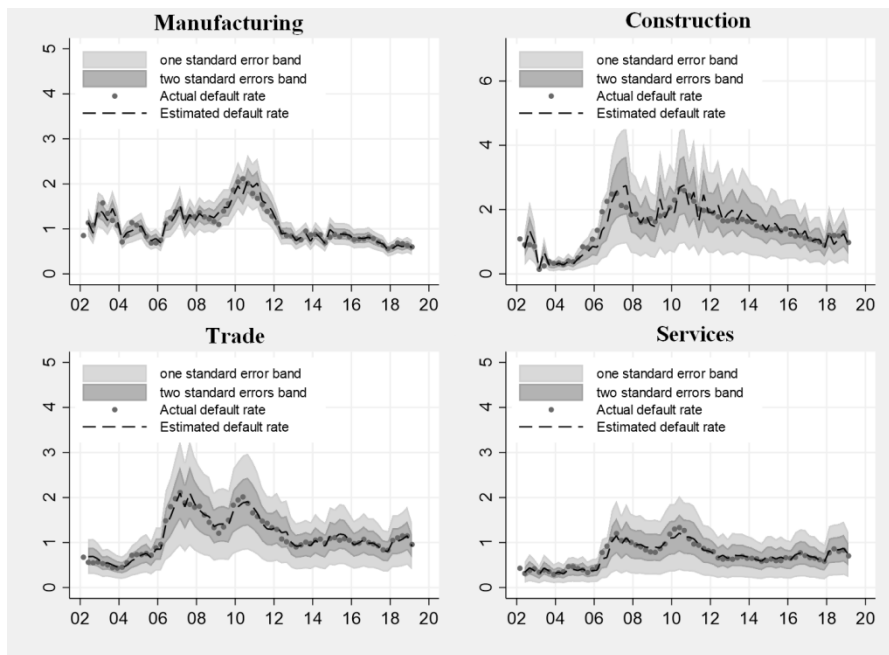 Manufacturing
5
4
3
2
1
0
one standard error band
two standard errors band
Actual default rate
Estimated default rate
02 04 06 08 10 12 14 16 18 20
Construction
6
4
2
0
one standard error band
two standard errors band
Actual default rate
Estimated default rate
02 04 06 08 10 12 14 16 18 20
Trade
5
4
3
2
1
0
one standard error band
two standard errors band
Actual default rate
Estimated default rate
02 04 06 08 10 12 14 16 18 20
Services
5
4
3
2
1
0
one standard error band
two standard errors band
Actual default rate
Estimated default rate
02 04 06 08 10 12 14 16 18 20